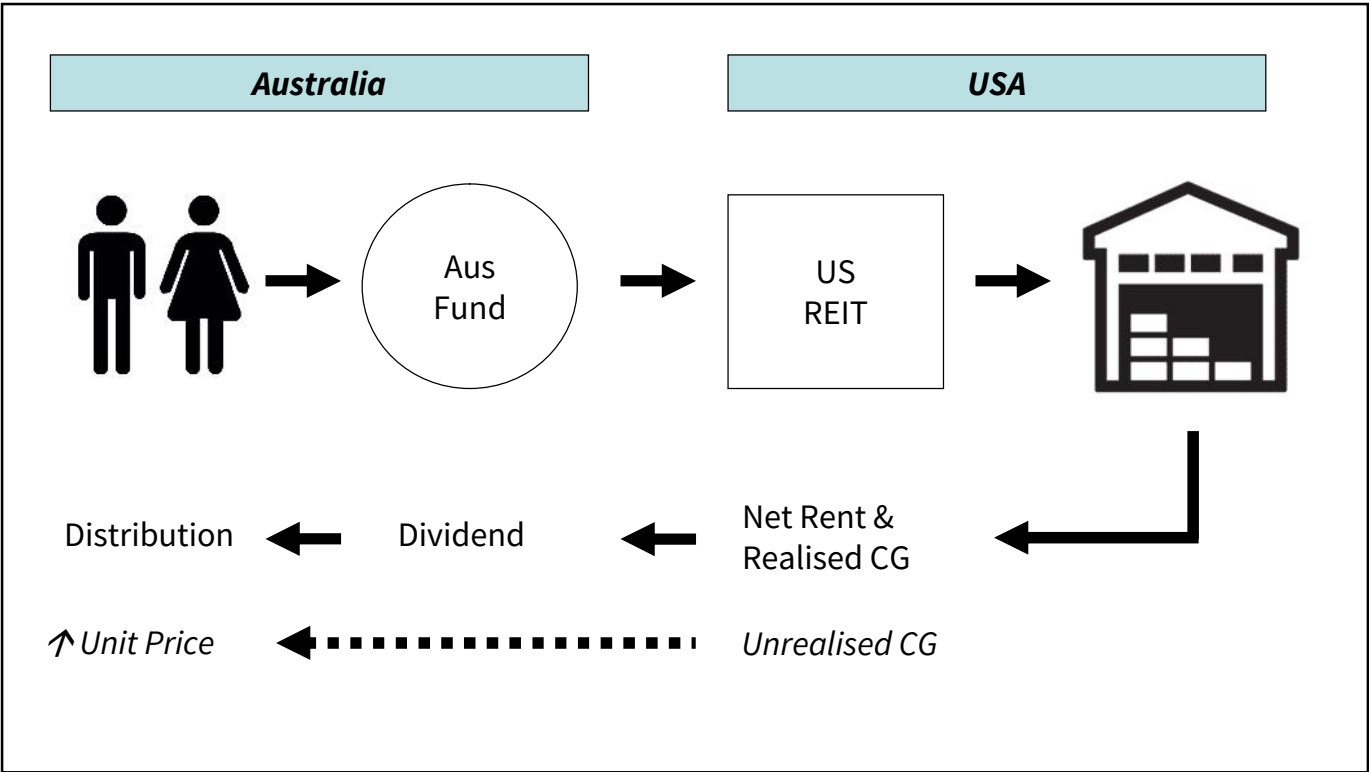 Australia
USA
Aus
Fund
US
REIT
Distribution
Dividend
Net Rent &
Realised CG
↑ Unit Price
Unrealised CG